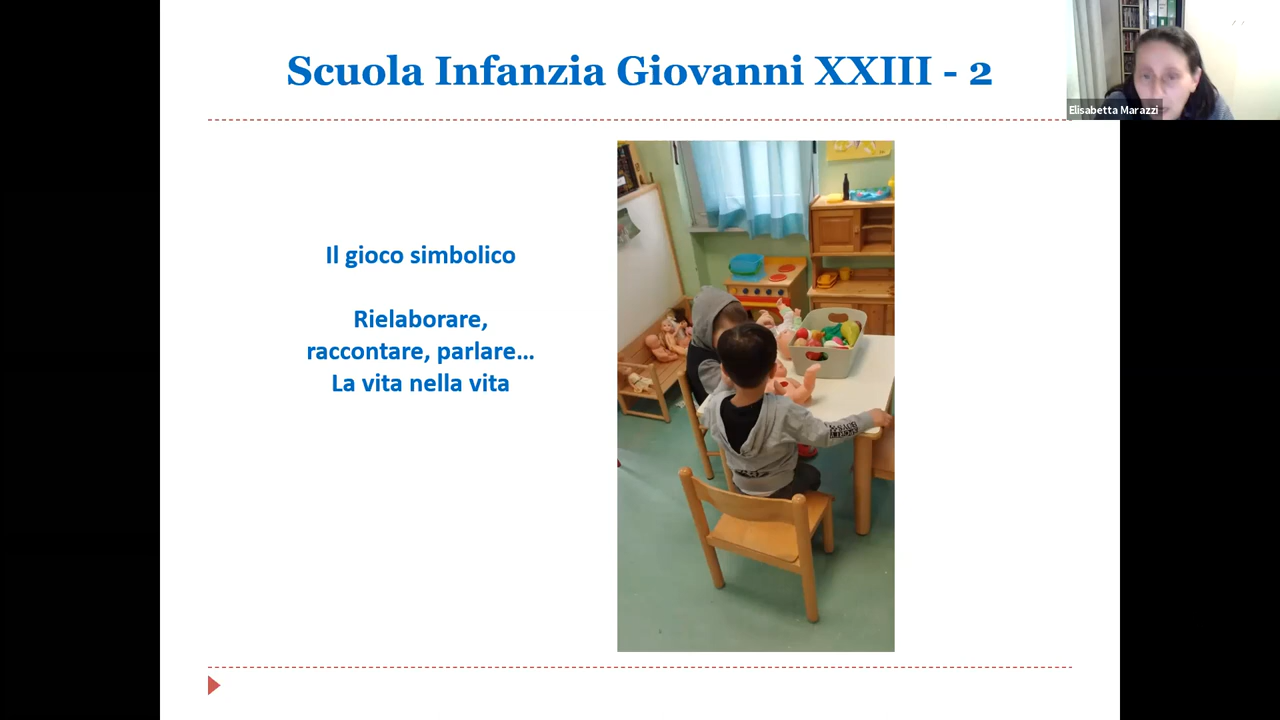 Scuola Infanzia Giovanni XXIII - 2
Elisabetta Marazzi
Il gioco simbolico
Rielaborare,
raccontare, parlare...
La vita nella vita